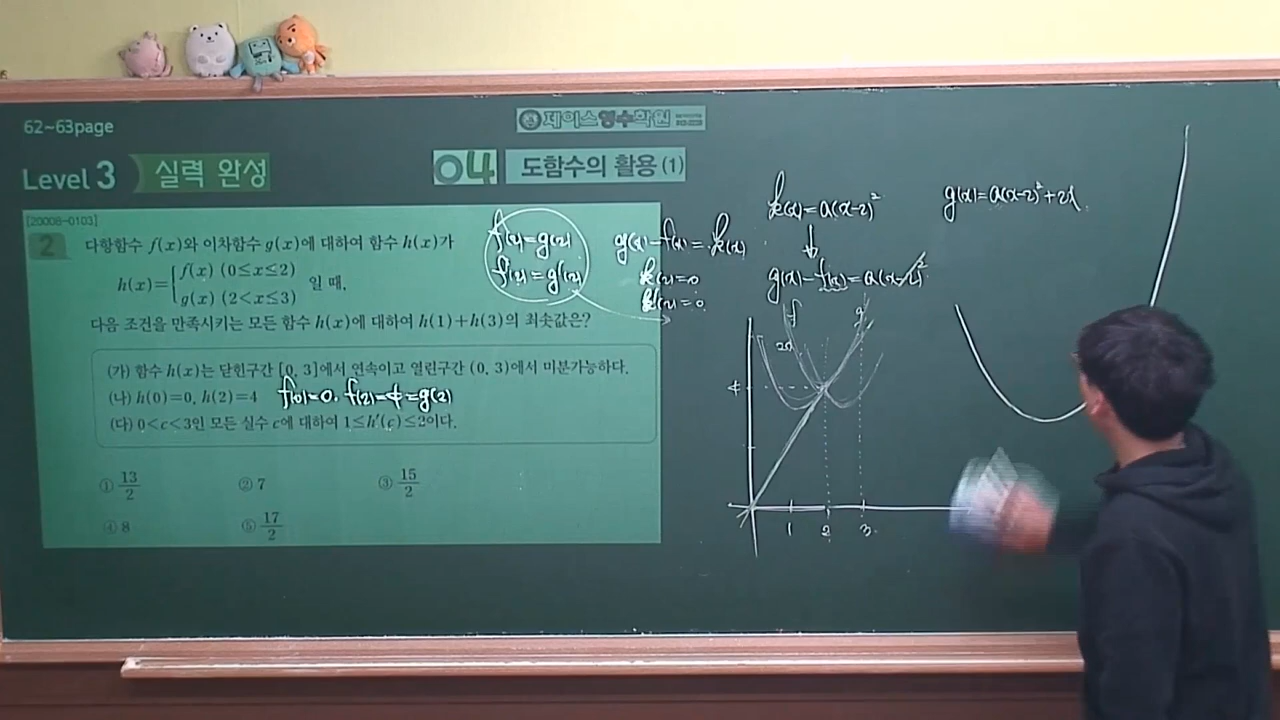 62~63page
제이스영수학원
Level 3 실력 완성
04 도함수의 활용 (1)
[20008-0103]
2 다항함수 f(x)와 이차함수 g(x)에 대하여 함수 h(x)가
h(x)={f(x) (0≤x≤2)
g(x) (2<x≤3) 일 때,
다음 조건을 만족시키는 모든 함수 h(x)에 대하여 h(1)+h(3)의 최솟값은?
(가) 함수 h(x)는 닫힌구간 [0, 3]에서 연속이고 열린구간 (0, 3)에서 미분가능하다.
(나) h(0)=0, h(2)=4 f(0)=0. f(2)=4=g(2)
(다) 0<c<3인 모든 실수 c에 대하여 1≤h'(c)≤2이다.
① 13/2 ② 7 ③ 15/2
④ 8 ⑤ 17/2
f(2)=g(2)
f'(2)=g'(2)
g(x)-f(x)=k(x)
k(2)=0
k'(2)=0.
k(x)=a(x-2)²
g(x)-f(x)=a(x-2)²
g(x)=a(x-2)²+2x
f
g
2x
4
1 2 3